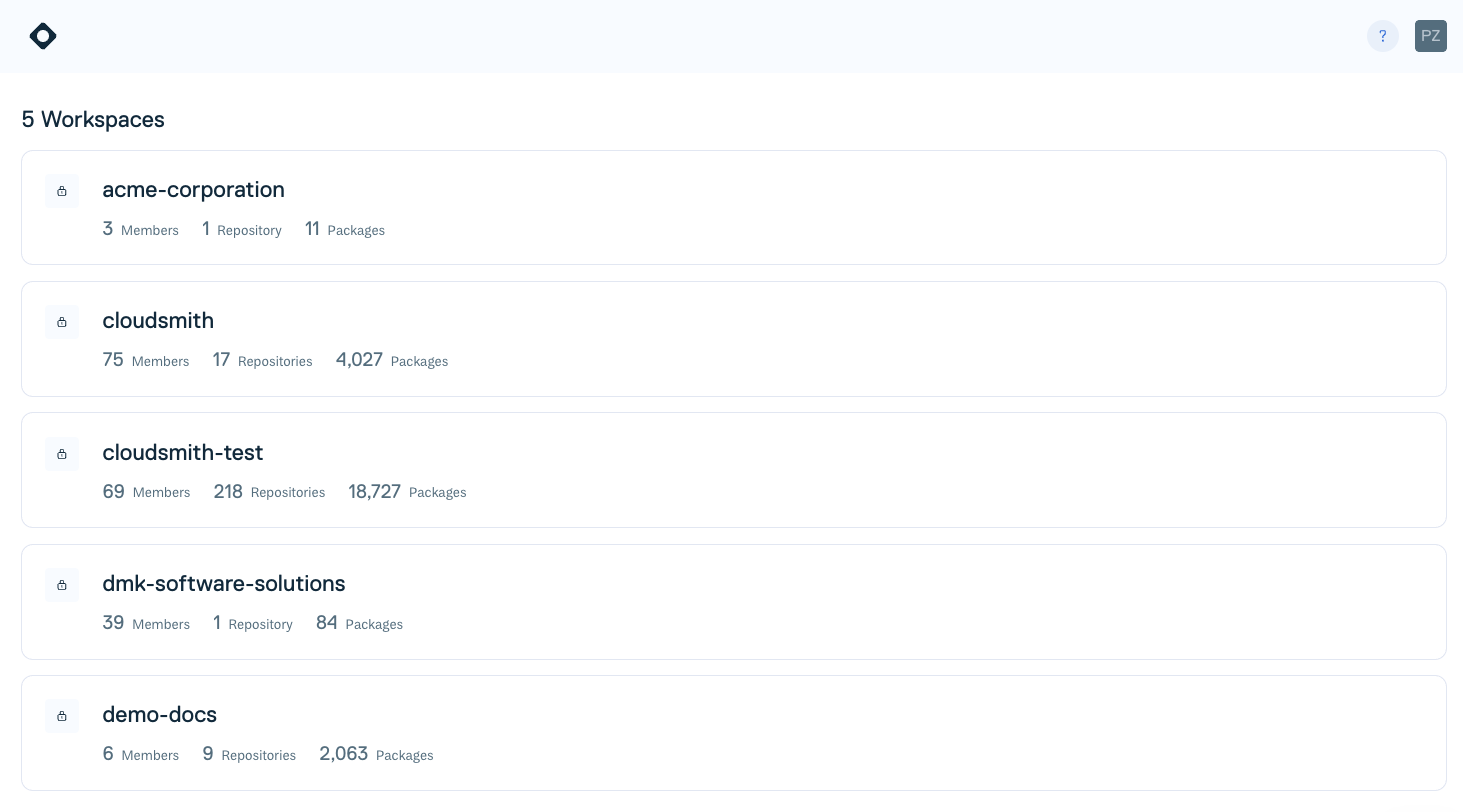 ? PZ
5 Workspaces
acme-corporation
3 Members 1 Repository 11 Packages
cloudsmith
75 Members 17 Repositories 4,027 Packages
cloudsmith-test
69 Members 218 Repositories 18,727 Packages
dmk-software-solutions
39 Members 1 Repository 84 Packages
demo-docs
6 Members 9 Repositories 2,063 Packages